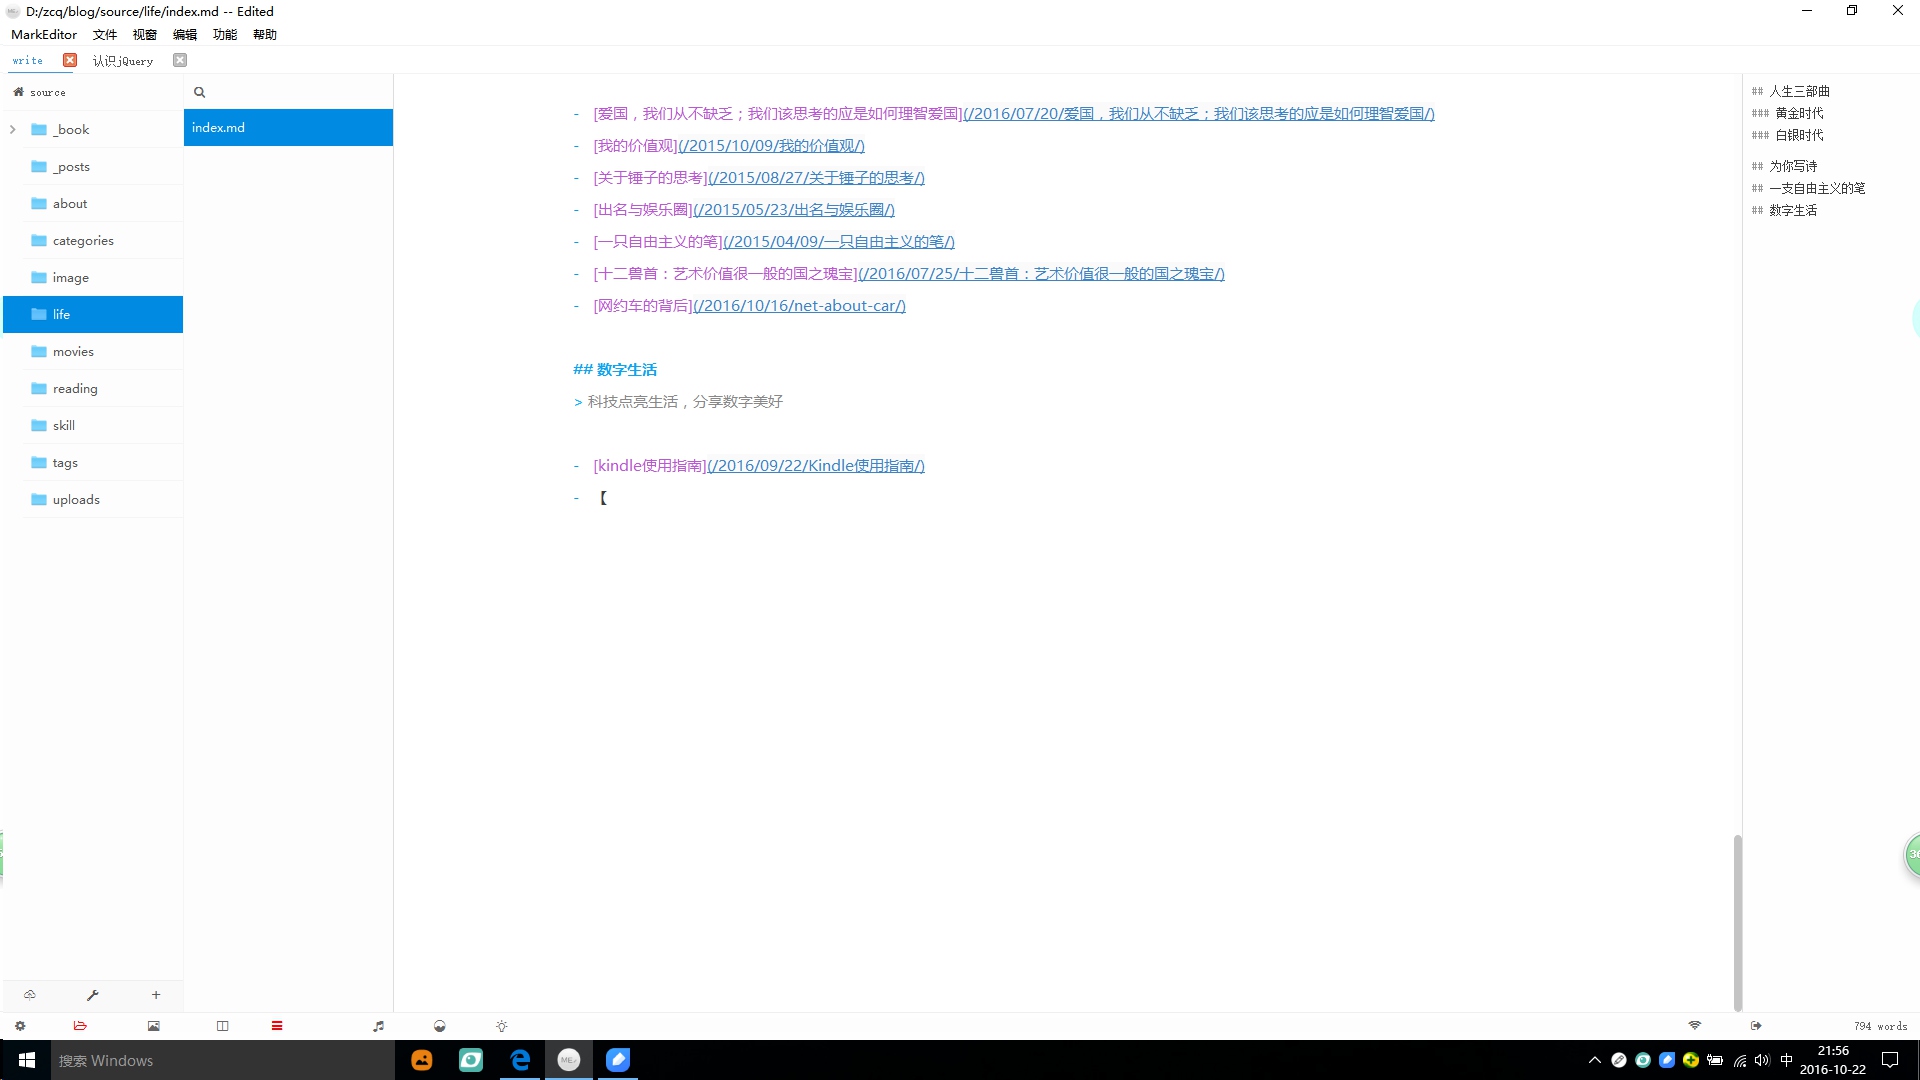 D:/zcq/blog/source/life/index.md -- Edited
MarkEditor 文件 视窗 编辑 功能 帮助
write 认识jQuery
source
_book
_posts
about
categories
image
life
movies
reading
skill
tags
uploads
index.md
- [爱国，我们从不缺乏；我们该思考的应是如何理智爱国](/2016/07/20/爱国，我们从不缺乏；我们该思考的应是如何理智爱国/)
- [我的价值观](/2015/10/09/我的价值观/)
- [关于锤子的思考](/2015/08/27/关于锤子的思考/)
- [出名与娱乐圈](/2015/05/23/出名与娱乐圈/)
- [一只自由主义的笔](/2015/04/09/一只自由主义的笔/)
- [十二兽首：艺术价值很一般的国之瑰宝](/2016/07/25/十二兽首：艺术价值很一般的国之瑰宝/)
- [网约车的背后](/2016/10/16/net-about-car/)
## 数字生活
> 科技点亮生活，分享数字美好
- [kindle使用指南](/2016/09/22/Kindle使用指南/)
- 【
## 人生三部曲
### 黄金时代
### 白银时代
## 为你写诗
## 一支自由主义的笔
## 数字生活
794 words
搜索 Windows
ME
中
21:56
2016-10-22